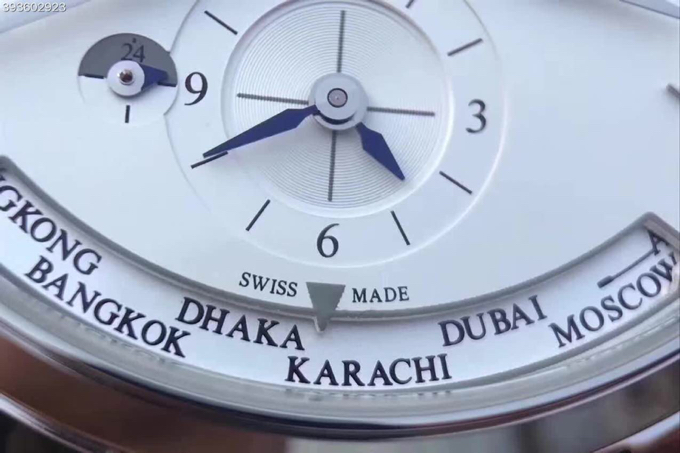 393602923
24
9
3
6
SWISS MADE
GKONG
BANGKOK
DHAKA
KARACHI
DUBAI
MOSCOW